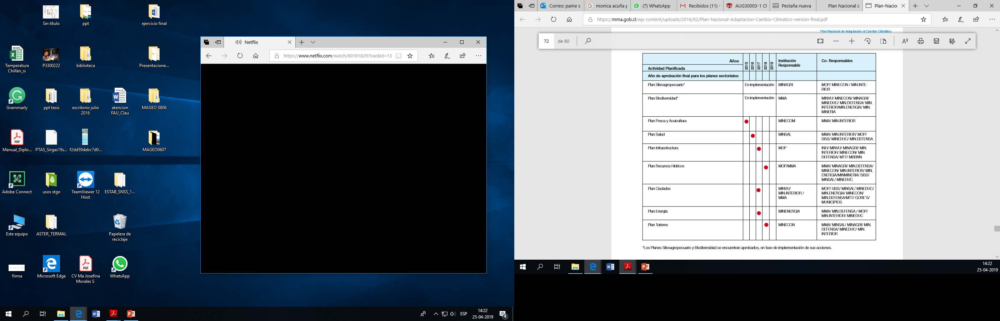 Sin título
ppt
ejercicio final
Temperatura
Chillán_si
P3300222
biblioteca
Presentacione...
Grammarly
ppt tesis
escritorio julio
2016
atencion
FAU_Clau
MAGEO 0806
Manual_Diplo...
PTAS_Sirgas19s...
f2dd59debc7d0...
MAGEO0607
Adobe Connect
usos stgo
TeamViewer 12
Host
ESTAB_SNSS_1...
Este equipo
ASTER_TERMAL
Papelera de
reciclaje
firma
Microsoft Edge
CV Ma Josefina
Morales S
WhatsApp
PDF
PDF
Netflix
https://www.netflix.com/watch/80191829?trackId=13
ESP
14:22
25-04-2019
4
Correo: pame s
monica acuña p
(7) WhatsApp
Recibidos (11) -
AUG30003-1 Cl
Pestaña nueva
Plan Nacional c
Plan-Nacio
https://mma.gob.cl/wp-content/uploads/2016/02/Plan-Nacional-Adaptacion-Cambio-Climatico-version-final.pdf
Plan Nacional de Adaptación al Cambio Climático
72 de 80
Años
2015 2016 2017 2018 2019
Institución
Responsable
Co- Responsables
Actividad Planificada
Año de aprobación final para los planes sectoriales:
Plan Silvoagropecuario* En implementación MINAGRI MOP/ MINECON / MIN.INTE-
RIOR
Plan Biodiversidad* En implementación MMA MINVU/ MINECON/ MINAGRI/
MINEDUC/ MIN.DEFENSA/ MIN.
INTERIOR/MIN.ENERGIA/ MIN.
MINERIA
Plan Pesca y Acuicultura MINECOM MMA/ MIN.INTERIOR
Plan Salud MINSAL MMA/ MIN.INTERIOR/ MOP/
SISS/ MINEDUC/ MIN.DEFENSA
Plan Infraestructura MOP INH/ MINVU/ MINAGRI/ MIN.
INTERIOR/ MINECON/ MIN.
DEFENSA/ MTT/ MBBNN
Plan Recursos Hídricos MOP/MMA MMA/ MINAGRI/ MIN.DEFENSA/
MINECON/ MIN.INTERIOR/ MIN.
ENERGIA/MINMINERIA/ SISS/
MINSAL/ MINEDUC
Plan Ciudades MINVU/
MIN.INTERIOR /
MMA
MOP/ SISS/ MINSAL/ MINEDUC/
MIN.ENERGIA/ MINECON/
MIN.DEFENSA/MTT/ GORE'S/
MUNICIPIOS
Plan Energía MINENERGIA MMA/ MIN.DEFENSA / MOP/
MIN.INTERIOR/ MINEDUC
Plan Turismo MINECON MMA/ MINSAL/ MINAGRI/ MIN.
DEFENSA/ MINEDUC/ MIN.
INTERIOR
*Los Planes Silvoagropecuario y Biodiversidad se encuentran aprobados, en fase de implementación de sus acciones.
14:22
25-04-2019